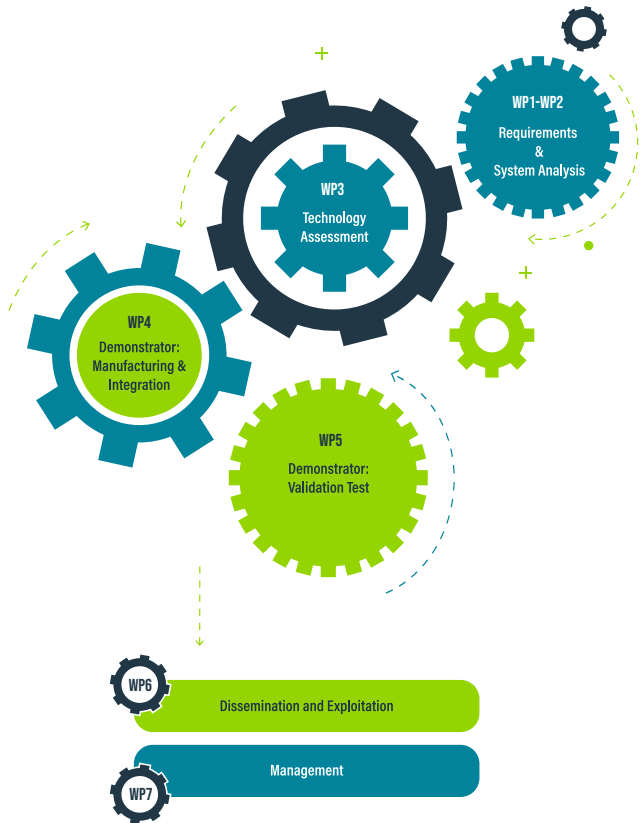 WP1-WP2
Requirements
&
System Analysis
WP3
Technology
Assessment
WP4
Demonstrator:
Manufacturing &
Integration
WP5
Demonstrator:
Validation Test
WP6
Dissemination and Exploitation
Management
WP7